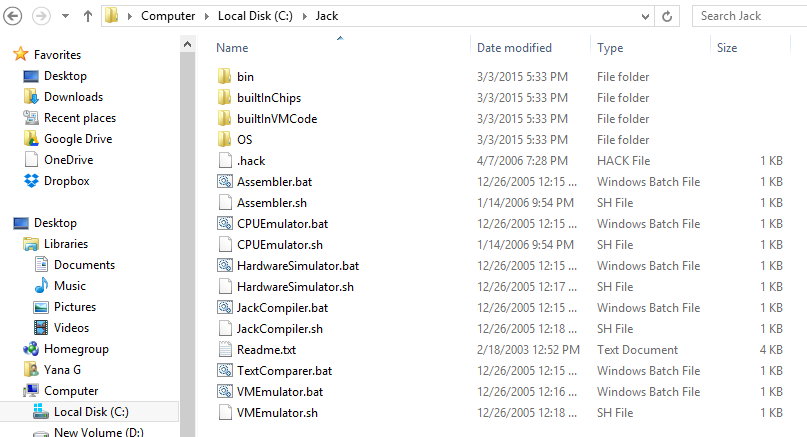 Computer Local Disk (C:) Jack Search Jack
Favorites
Desktop
Downloads
Recent places
Google Drive
OneDrive
Dropbox
Desktop
Libraries
Documents
Music
Pictures
Videos
Homegroup
Yana G
Computer
Local Disk (C:)
New Volume (D:)
Name Date modified Type Size
bin 3/3/2015 5:33 PM File folder
builtInChips 3/3/2015 5:33 PM File folder
builtInVMCode 3/3/2015 5:33 PM File folder
OS 3/3/2015 5:33 PM File folder
.hack 4/7/2006 7:28 PM HACK File 1 KB
Assembler.bat 12/26/2005 12:15 ... Windows Batch File 1 KB
Assembler.sh 1/14/2006 9:54 PM SH File 1 KB
CPUEmulator.bat 12/26/2005 12:15 ... Windows Batch File 1 KB
CPUEmulator.sh 1/14/2006 9:54 PM SH File 1 KB
HardwareSimulator.bat 12/26/2005 12:15 ... Windows Batch File 1 KB
HardwareSimulator.sh 12/26/2005 12:17 ... SH File 1 KB
JackCompiler.bat 12/26/2005 12:15 ... Windows Batch File 1 KB
JackCompiler.sh 12/26/2005 12:18 ... SH File 1 KB
Readme.txt 2/18/2003 12:52 PM Text Document 4 KB
TextComparer.bat 12/26/2005 12:15 ... Windows Batch File 1 KB
VMEmulator.bat 12/26/2005 12:16 ... Windows Batch File 1 KB
VMEmulator.sh 12/26/2005 12:18 ... SH File 1 KB